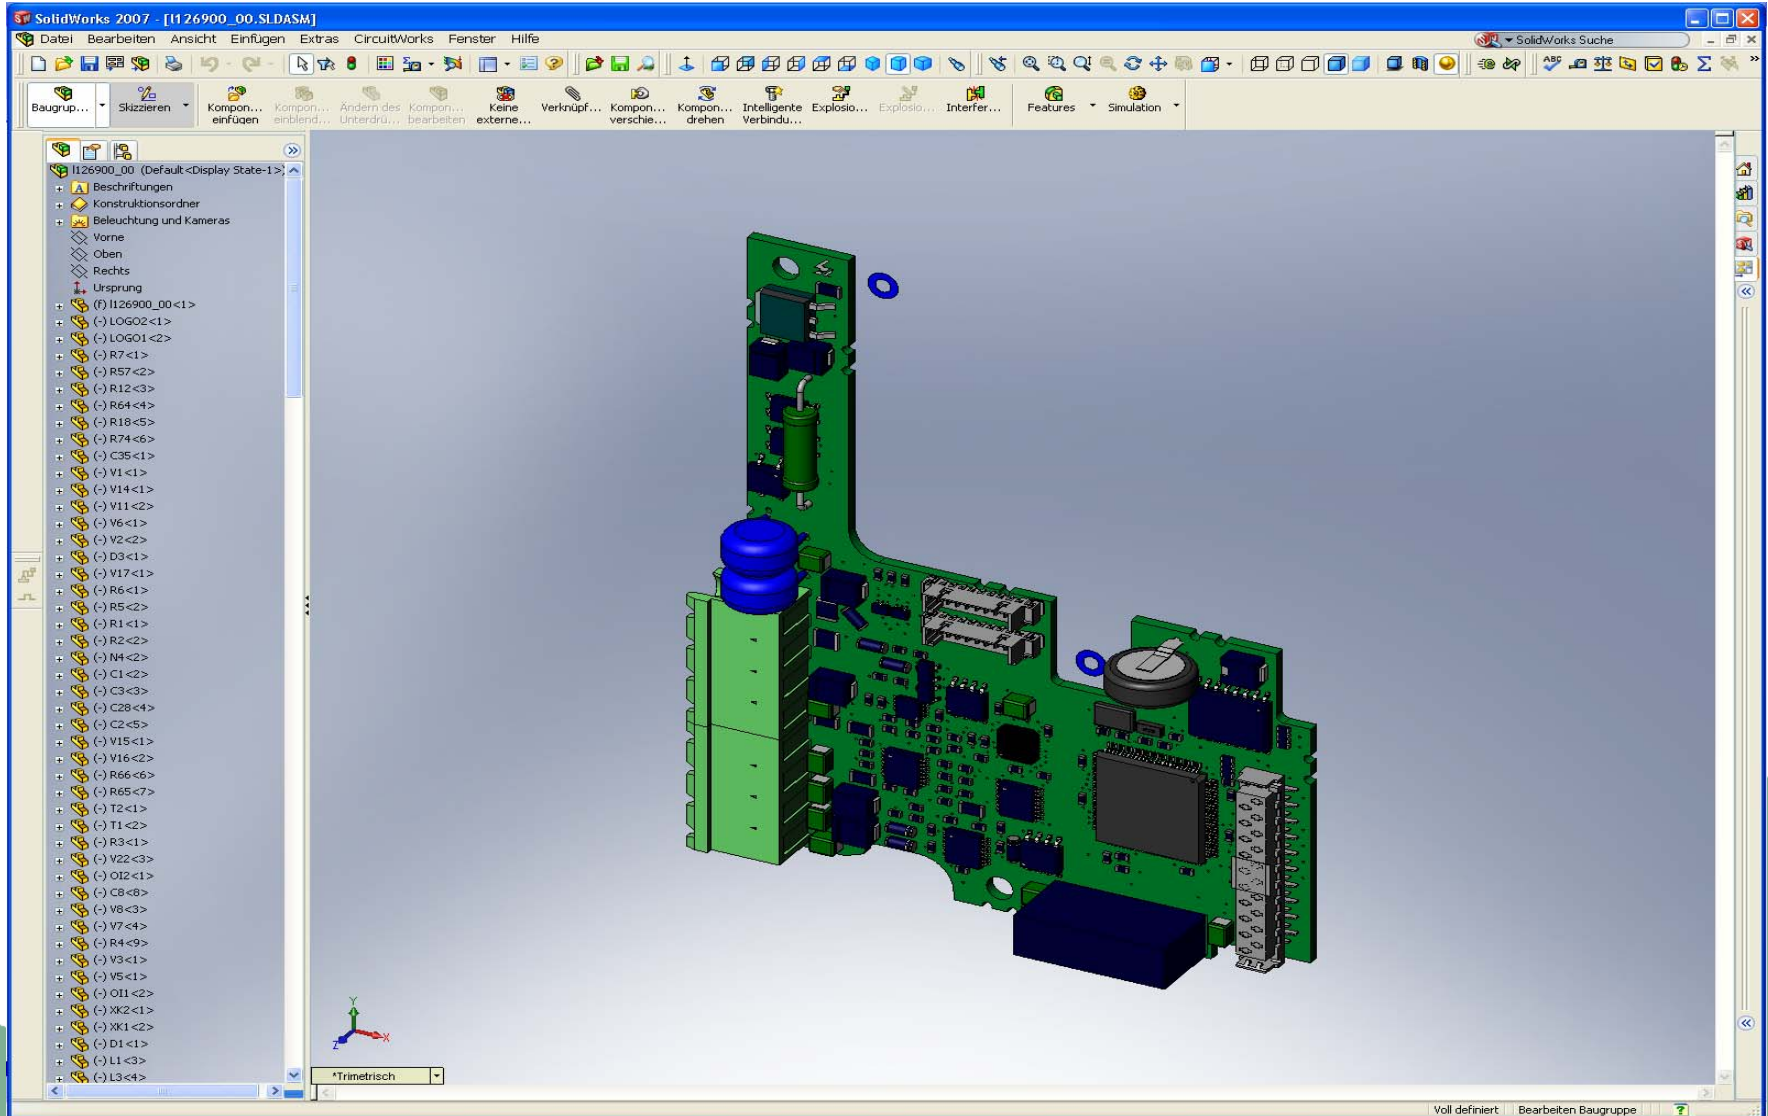 SolidWorks 2007 - [l126900_00.SLDASM]
Datei Bearbeiten Ansicht Einfügen Extras CircuitWorks Fenster Hilfe
SolidWorks Suche
Baugrup... Skizzieren Kompon... einfügen Kompon... einblend... Ändern des Unterdrü... Kompon... bearbeiten Keine externe... Verknüpf... Kompon... verschie... Kompon... drehen Intelligente Verbindu... Explosio... Explosio... Interfer... Features Simulation
l126900_00 (Default<Display State-1>)
Beschriftungen
Konstruktionsordner
Beleuchtung und Kameras
Vorne
Oben
Rechts
Ursprung
(f) l126900_00<1>
(-) LOGO2<1>
(-) LOGO1<2>
(-) R7<1>
(-) R57<2>
(-) R12<3>
(-) R64<4>
(-) R18<5>
(-) R74<6>
(-) C35<1>
(-) V1<1>
(-) V14<1>
(-) V11<2>
(-) V6<1>
(-) V2<2>
(-) D3<1>
(-) V17<1>
(-) R6<1>
(-) R5<2>
(-) R1<1>
(-) R2<2>
(-) N4<2>
(-) C1<2>
(-) C3<3>
(-) C28<4>
(-) C2<5>
(-) V15<1>
(-) V16<2>
(-) R66<6>
(-) R65<7>
(-) T2<1>
(-) T1<2>
(-) R3<1>
(-) V22<3>
(-) OI2<1>
(-) C8<8>
(-) V8<3>
(-) V7<4>
(-) R4<9>
(-) V3<1>
(-) V5<1>
(-) OI1<2>
(-) XK2<1>
(-) XK1<2>
(-) D1<1>
(-) L1<3>
(-) L3<4>
Y
X
Z
*Trimetrisch
Voll definiert Bearbeiten Baugruppe